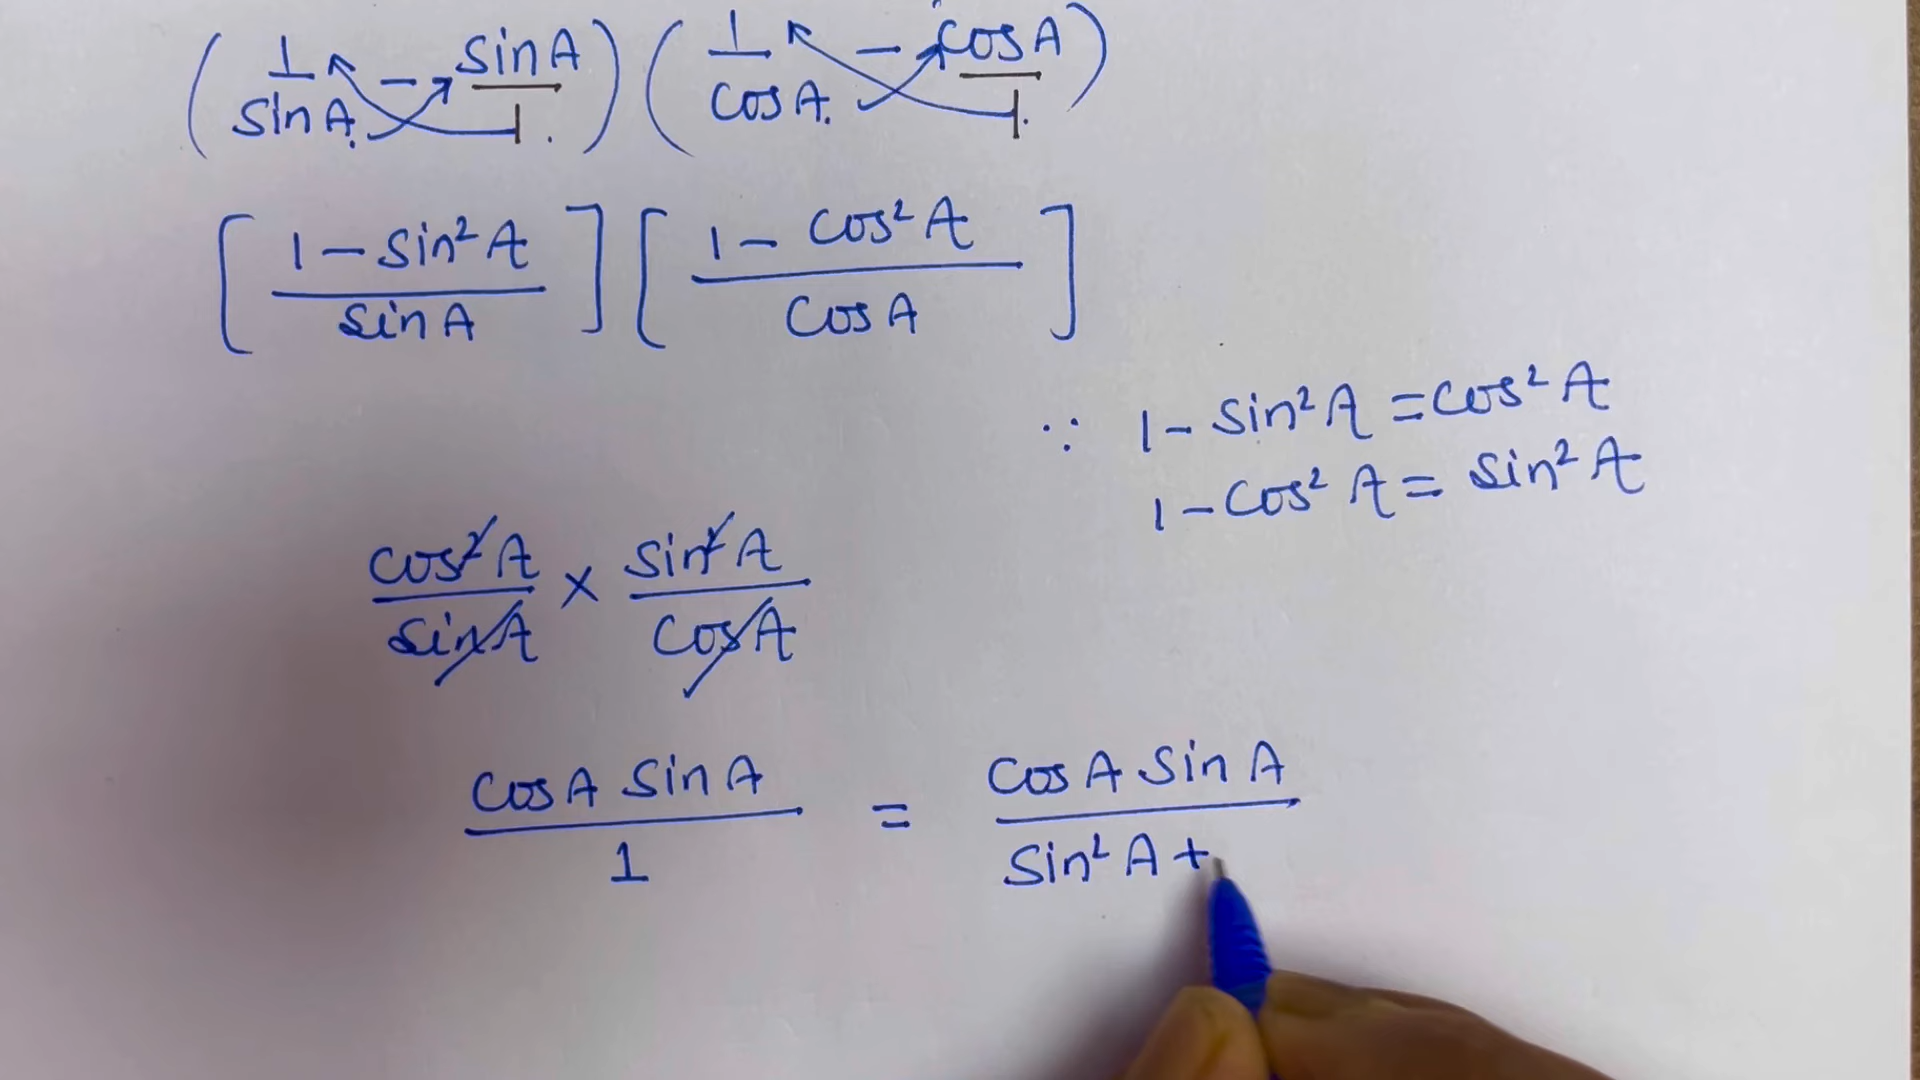 (1/sinA - sinA/1.) (1/cosA. - cosA/1.)
[1 - sin²A / sinA] [1 - cos²A / cosA]
∵ 1 - sin²A = cos²A
1 - cos²A = sin²A
cos²A/sinA × sin²A/cosA
cosA sinA / 1 = cosA sinA / sin²A +